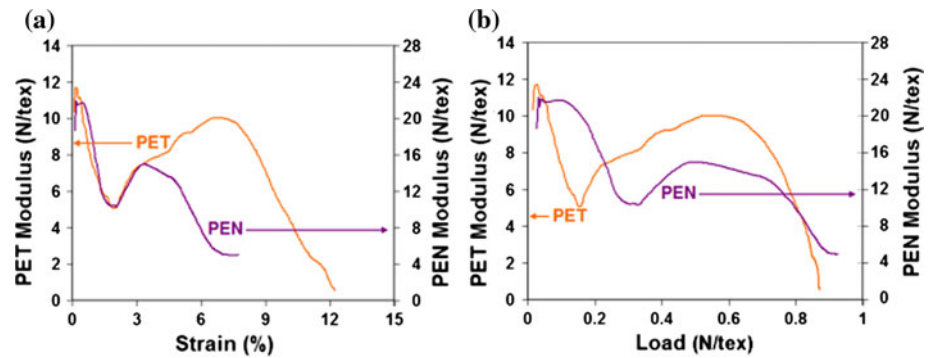 (a)
PET Modulus (N/tex)
14
12
10
8
6
4
2
0
28
24
20
16
12
8
4
0
PEN Modulus (N/tex)
PET
PEN
0 3 6 9 12 15
Strain (%)
(b)
PET Modulus (N/tex)
14
12
10
8
6
4
2
0
28
24
20
16
12
8
4
0
PEN Modulus (N/tex)
PEN
PET
0 0.2 0.4 0.6 0.8 1
Load (N/tex)